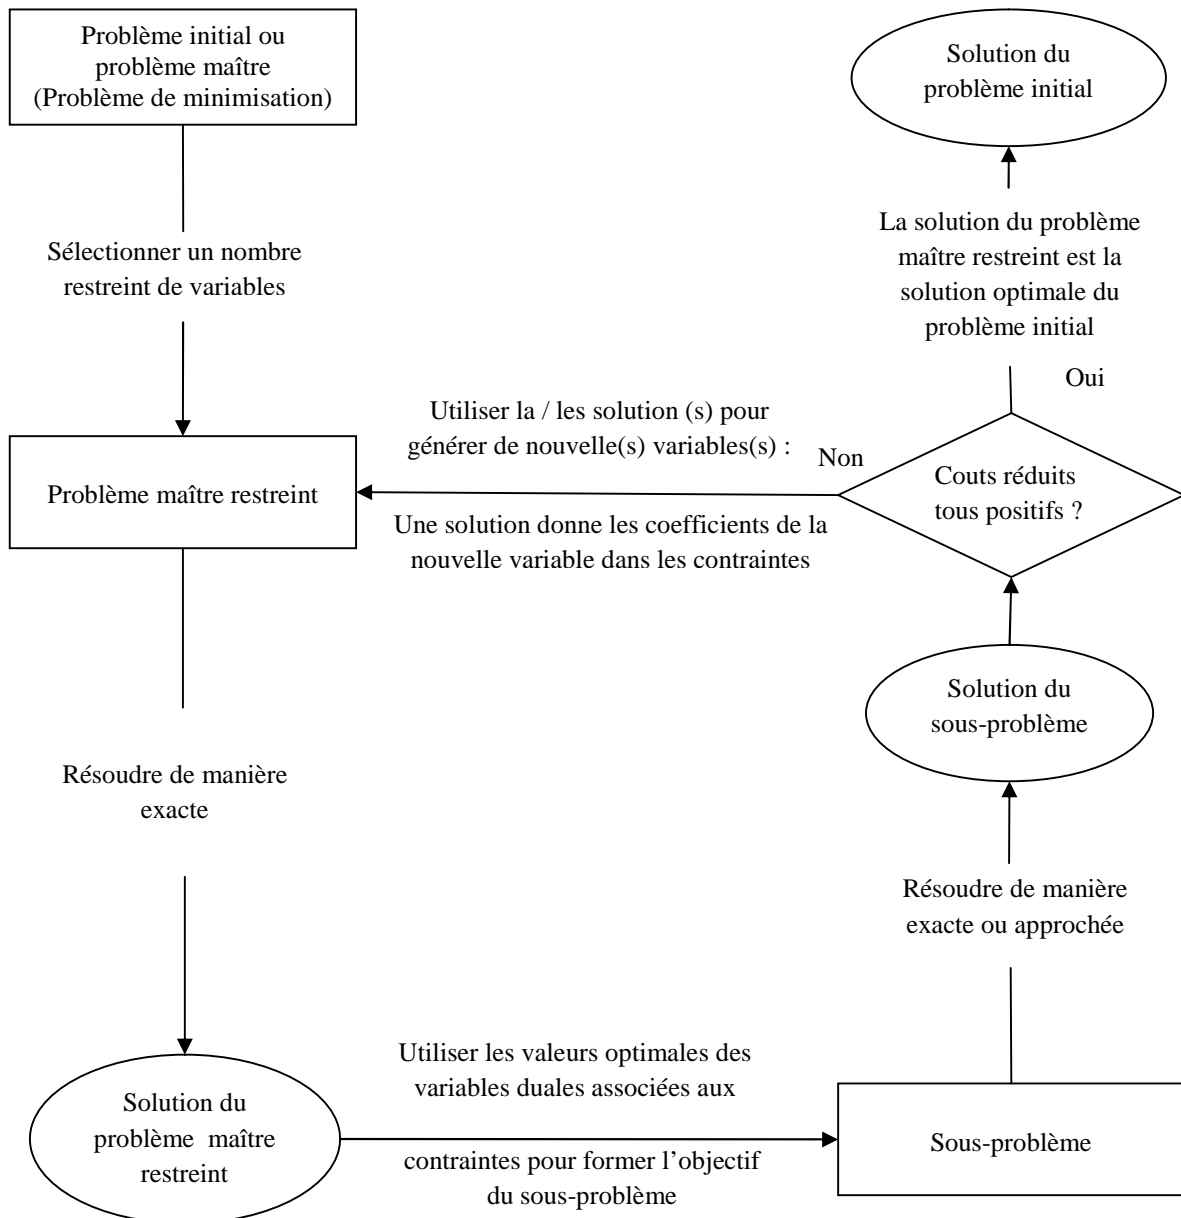 Problème initial ou
problème maître
(Problème de minimisation)
Solution du
problème initial
Sélectionner un nombre
restreint de variables
La solution du problème
maître restreint est la
solution optimale du
problème initial
Oui
Utiliser la / les solution (s) pour
générer de nouvelle(s) variables(s) :
Non
Couts réduits
tous positifs ?
Problème maître restreint
Une solution donne les coefficients de la
nouvelle variable dans les contraintes
Solution du
sous-problème
Résoudre de manière
exacte
Résoudre de manière
exacte ou approchée
Utiliser les valeurs optimales des
variables duales associées aux
contraintes pour former l’objectif
du sous-problème
Solution du
problème maître
restreint
Sous-problème